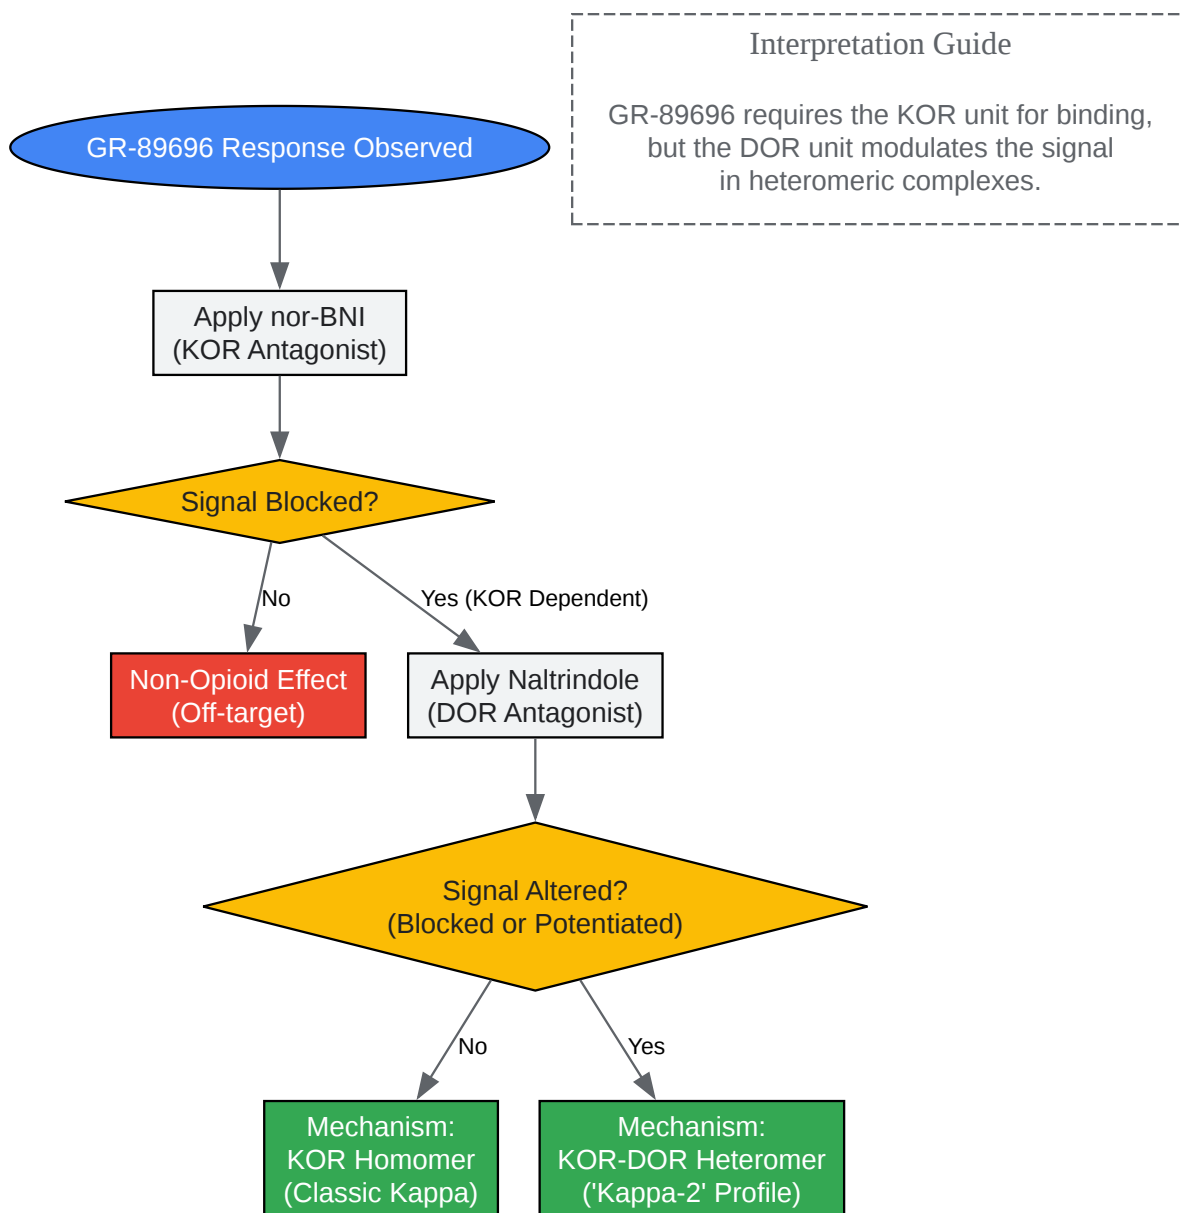 Interpretation Guide
GR-89696 requires the KOR unit for binding,
but the DOR unit modulates the signal
in heteromeric complexes.
GR-89696 Response Observed
Apply nor-BNI
(KOR Antagonist)
Signal Blocked?
No
Yes (KOR Dependent)
Non-Opioid Effect
(Off-target)
Apply Naltrindole
(DOR Antagonist)
Signal Altered?
(Blocked or Potentiated)
No
Yes
Mechanism:
KOR Homomer
(Classic Kappa)
Mechanism:
KOR-DOR Heteromer
('Kappa-2' Profile)